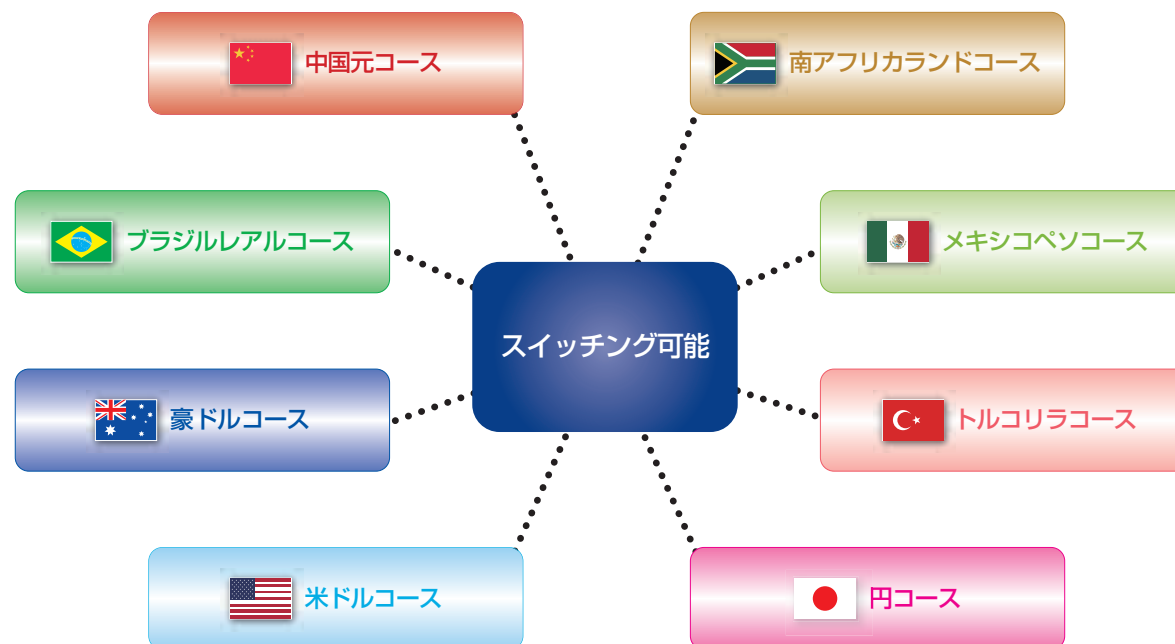 中国元コース
南アフリカランドコース
ブラジルレアルコース
メキシコペソコース
スイッチング可能
豪ドルコース
トルコリラコース
米ドルコース
円コース